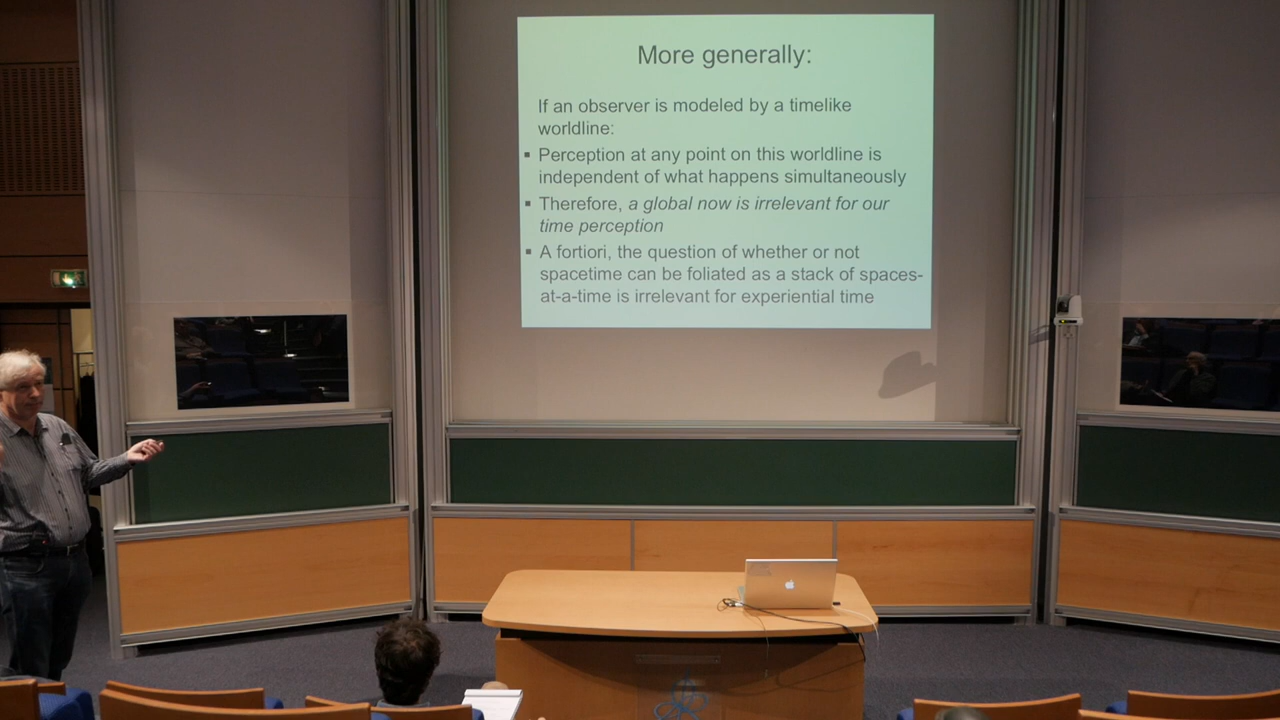 More generally:
If an observer is modeled by a timelike
worldline:
▪ Perception at any point on this worldline is
independent of what happens simultaneously
▪ Therefore, a global now is irrelevant for our
time perception
▪ A fortiori, the question of whether or not
spacetime can be foliated as a stack of spaces-
at-a-time is irrelevant for experiential time